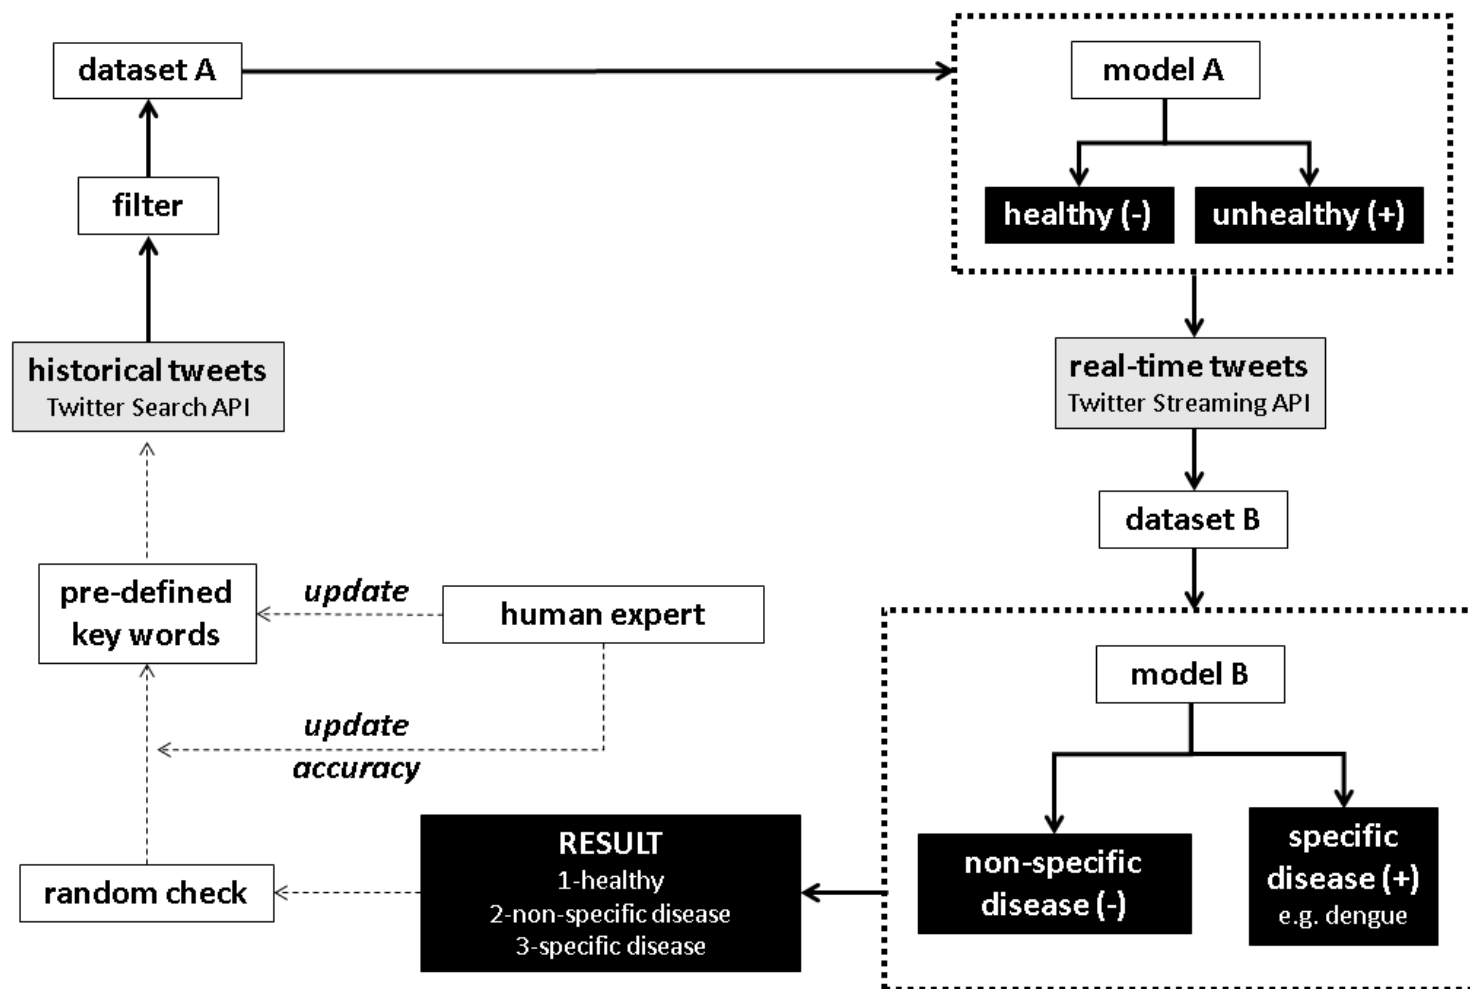 dataset A
model A
filter
healthy (-)
unhealthy (+)
historical tweets
Twitter Search API
real-time tweets
Twitter Streaming API
dataset B
pre-defined
key words
update
human expert
update
accuracy
model B
RESULT
1-healthy
2-non-specific disease
3-specific disease
non-specific
disease (-)
specific
disease (+)
e.g. dengue
random check